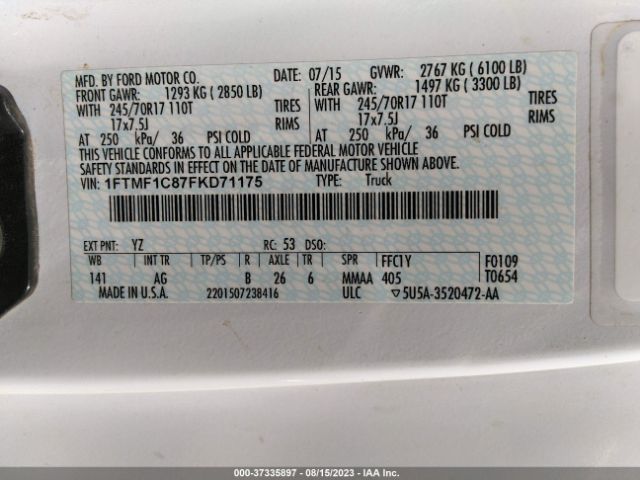 MFD. BY FORD MOTOR CO. DATE: 07/15 GVWR: 2767 KG ( 6100 LB)
FRONT GAWR: 1293 KG ( 2850 LB) REAR GAWR: 1497 KG ( 3300 LB)
WITH 245/70R17 110T TIRES WITH 245/70R17 110T TIRES
17x7.5J RIMS 17x7.5J RIMS
AT 250 kPa/ 36 PSI COLD AT 250 kPa/ 36 PSI COLD
THIS VEHICLE CONFORMS TO ALL APPLICABLE FEDERAL MOTOR VEHICLE
SAFETY STANDARDS IN EFFECT ON THE DATE OF MANUFACTURE SHOWN ABOVE.
VIN: 1FTMF1C87FKD71175 TYPE: Truck
EXT PNT: YZ RC: 53 DSO:
WB INT TR TP/PS R AXLE TR SPR FFC1Y F0109
141 AG B 26 6 MMAA 405 T0654
MADE IN U.S.A. 2201507238416 ULC ▽5U5A-3520472-AA
000-37335897 - 08/15/2023 - IAA Inc.